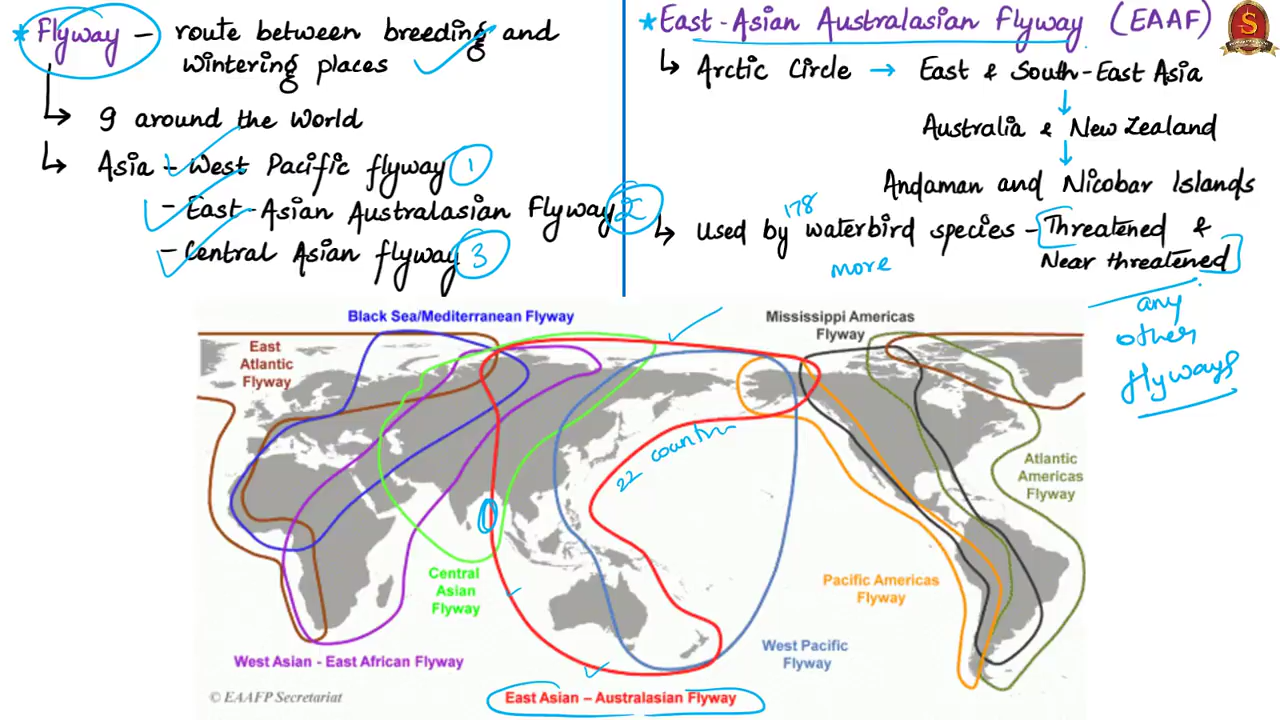 * Flyway - route between breeding and
wintering places
↳ 9 around the World
↳ Asia - West Pacific flyway 1
- East-Asian Australasian Flyway 2
- Central Asian flyway 3
* East-Asian Australasian Flyway (EAAF)
↳ Arctic Circle → East & South-East Asia
↓
Australia & New Zealand
↓
Andaman and Nicobar Islands
178
↳ Used by waterbird species - Threatened &
more
Near threatened
any
other
flyways
Black Sea/Mediterranean Flyway
Mississippi Americas
Flyway
East
Atlantic
Flyway
22
Atlantic
Americas
Flyway
Central
Asian
Flyway
Pacific Americas
Flyway
West Asian - East African Flyway
West Pacific
Flyway
© EAAFP Secretariat
East Asian – Australasian Flyway